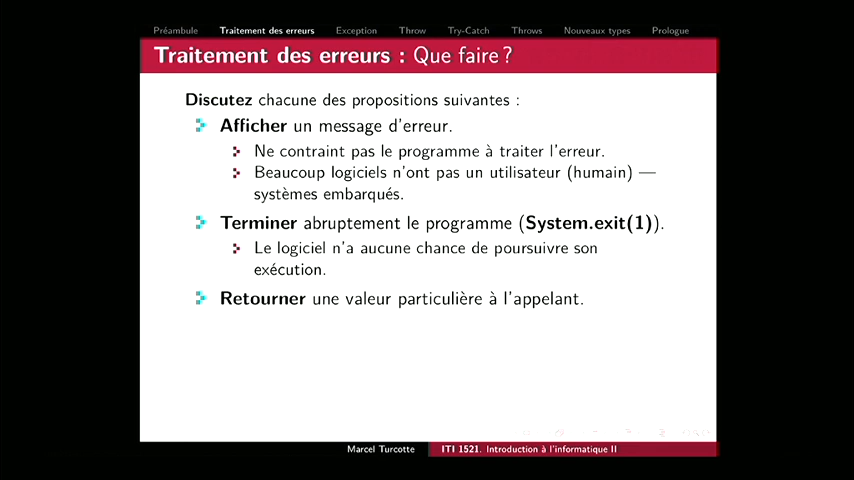 Préambule Traitement des erreurs Exception Throw Try-Catch Throws Nouveaux types Prologue
Traitement des erreurs : Que faire ?
Discutez chacune des propositions suivantes :
Afficher un message d'erreur.
Ne contraint pas le programme à traiter l'erreur.
Beaucoup logiciels n'ont pas un utilisateur (humain) —
systèmes embarqués.
Terminer abruptement le programme (System.exit(1)).
Le logiciel n'a aucune chance de poursuivre son
exécution.
Retourner une valeur particulière à l'appelant.
Marcel Turcotte ITI 1521. Introduction à l'informatique II